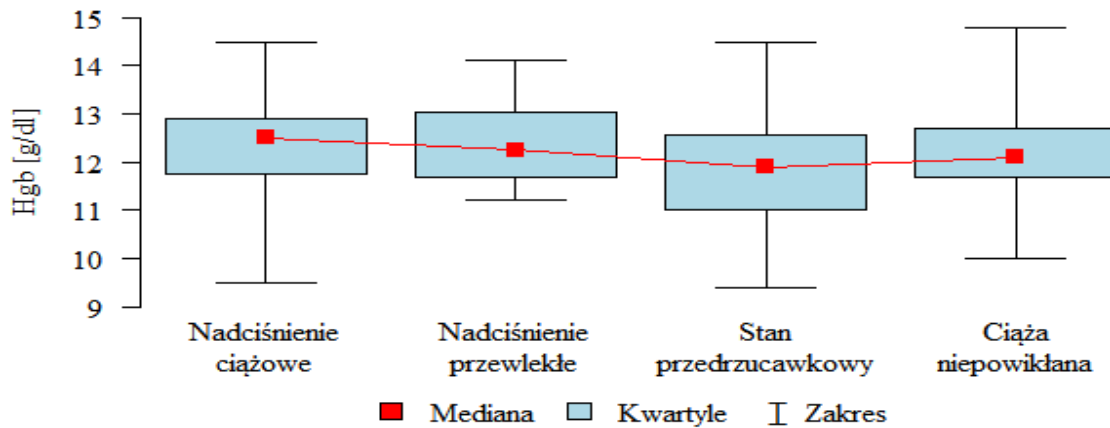 Hgb [g/dl]
15
14
13
12
11
10
9
Nadciśnienie
ciążowe
Nadciśnienie
przewlekłe
Stan
przedrzucawkowy
Ciąża
niepowikłana
Mediana
Kwartyle
Zakres